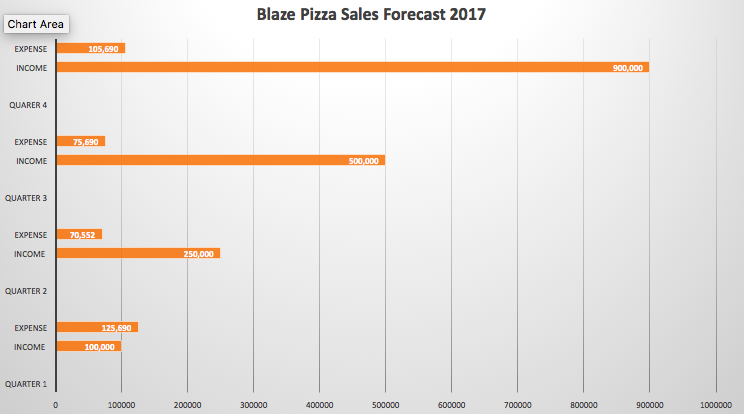 Blaze Pizza Sales Forecast 2017
Chart Area
EXPENSE 105,690
INCOME 900,000
QUARER 4
EXPENSE 75,690
INCOME 500,000
QUARTER 3
EXPENSE 70,552
INCOME 250,000
QUARTER 2
EXPENSE 125,690
INCOME 100,000
QUARTER 1
0 100000 200000 300000 400000 500000 600000 700000 800000 900000 1000000